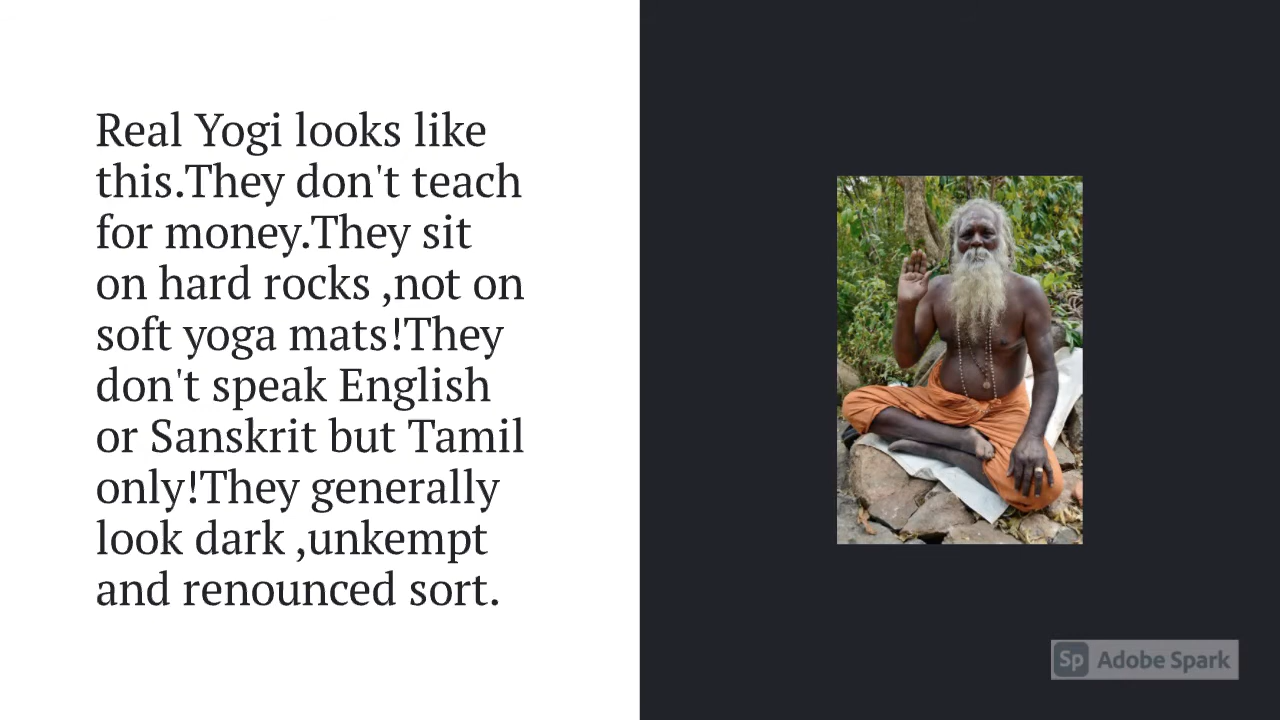 Real Yogi looks like
this.They don't teach
for money.They sit
on hard rocks ,not on
soft yoga mats!They
don't speak English
or Sanskrit but Tamil
only!They generally
look dark ,unkempt
and renounced sort.
Sp Adobe Spark